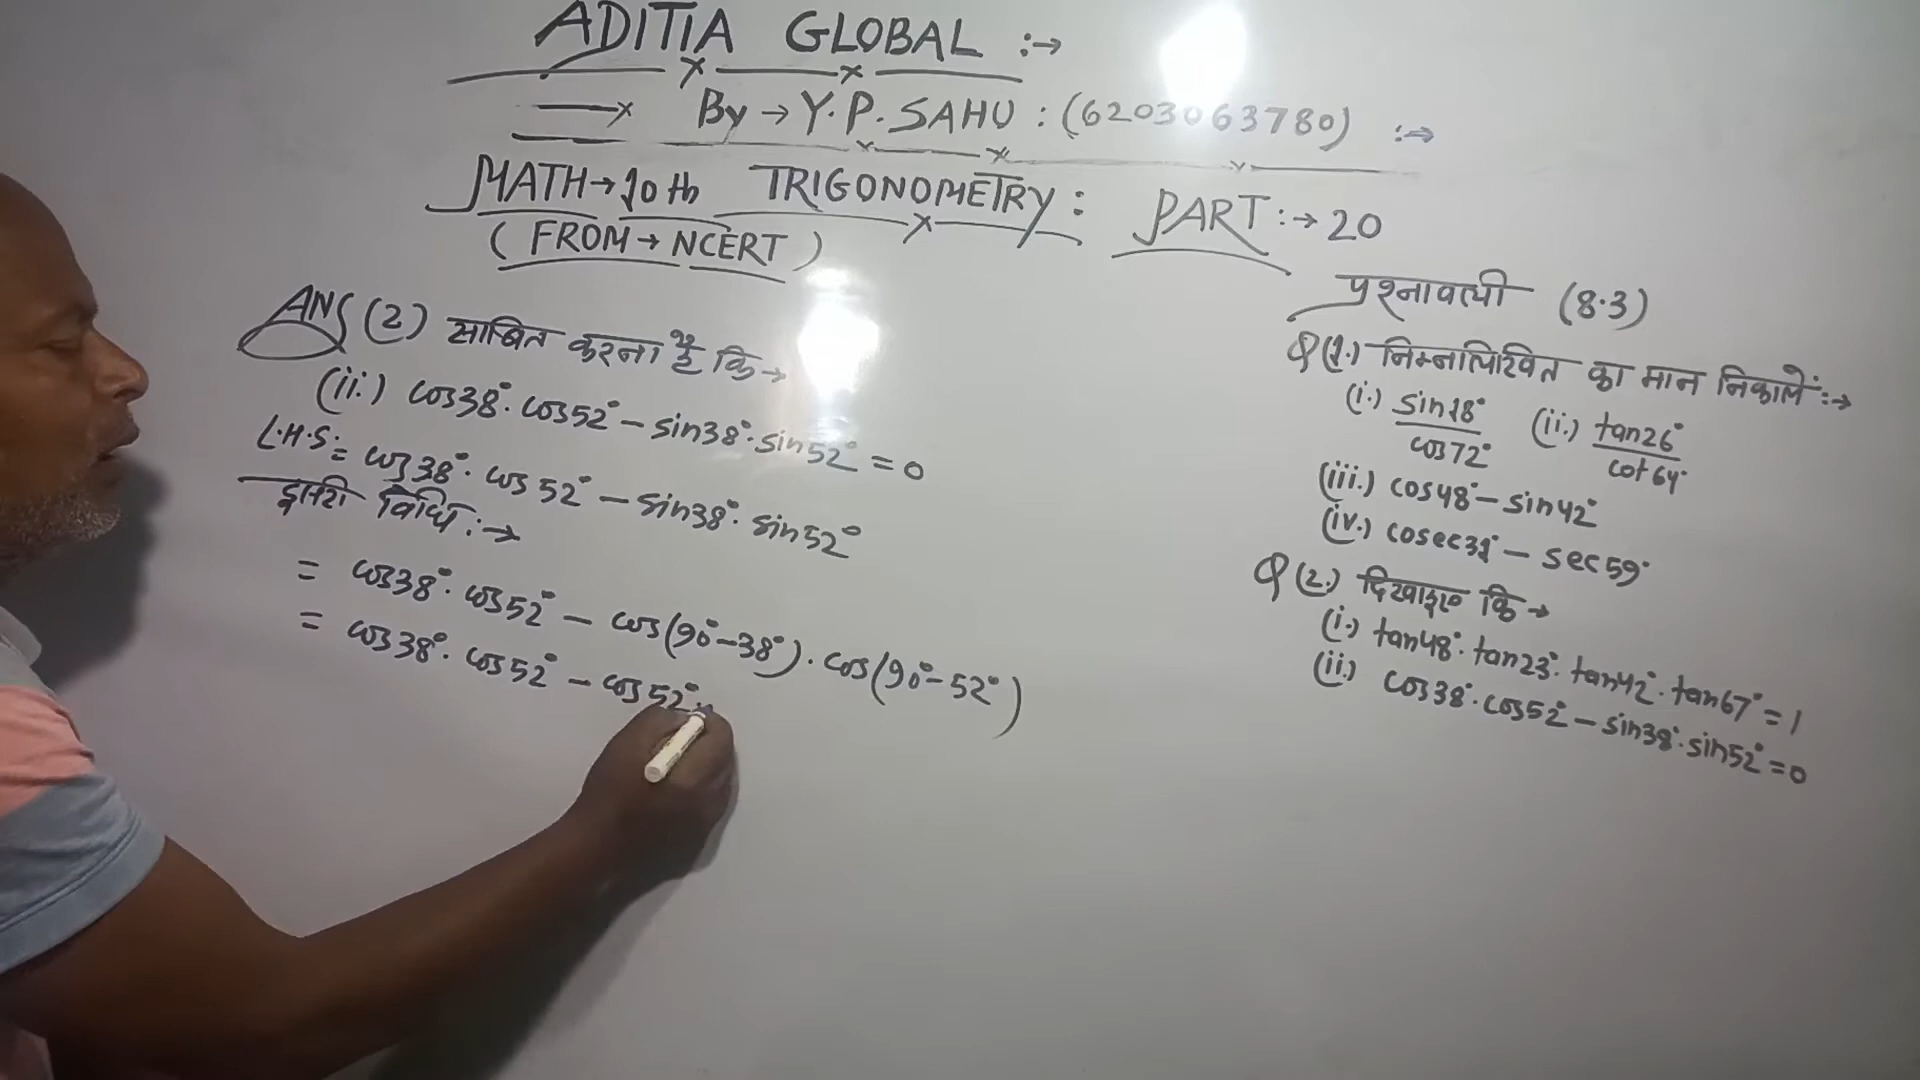 ADITIA GLOBAL :→
By → Y.P. SAHU : (6203063780) :→
MATH → 10th TRIGONOMETRY : PART :→ 20
(FROM → NCERT)
ANS (2) साबित करना है कि →
(ii.) cos38°. cos52° – sin38°. sin52° = 0
L.H.S = cos38°. cos52° – sin38°. sin52°
विधि :→
= cos38°. cos52° – cos(90°–38°). cos(90°–52°)
= cos38°. cos52° – cos52°.
प्रश्नावली (8.3)
Q (1.) निम्नलिखित का मान निकालें :→
(i.) sin18°/cos72° (ii.) tan26°/cot64°
(iii.) cos48° – sin42°
(iv.) cosec31° – sec59°
Q (2.) दिखाइए कि →
(i.) tan48°. tan23°. tan42°. tan67° = 1
(ii.) cos38°. cos52° – sin38°. sin52° = 0